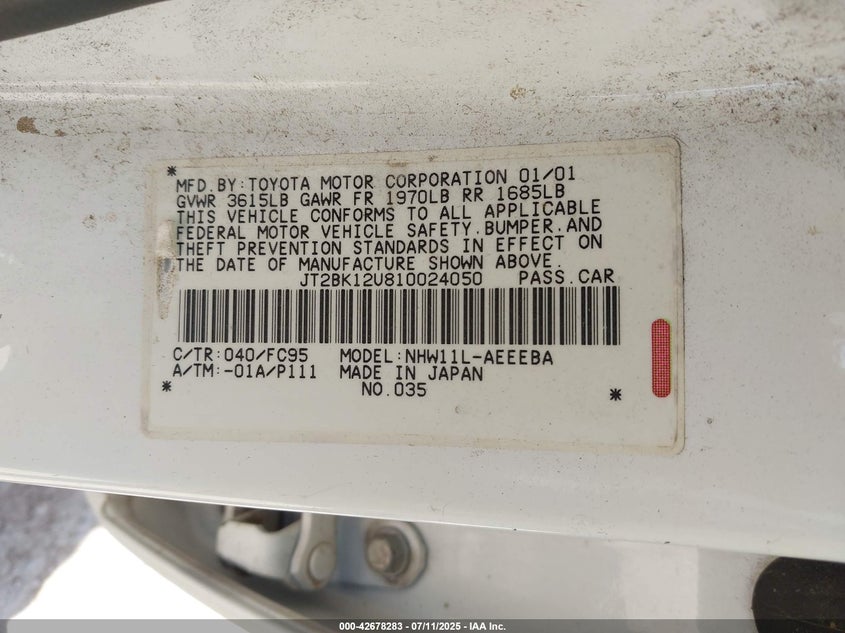 *
MFD.BY:TOYOTA MOTOR CORPORATION 01/01
GVWR 3615LB GAWR FR 1970LB RR 1685LB
THIS VEHICLE CONFORMS TO ALL APPLICABLE
FEDERAL MOTOR VEHICLE SAFETY.BUMPER.AND
THEFT PREVENTION STANDARDS IN EFFECT ON
THE DATE OF MANUFACTURE SHOWN ABOVE.
JT2BK12U810024050 PASS.CAR
C/TR:040/FC95 MODEL:NHW11L-AEEEBA
A/TM:-01A/P111 MADE IN JAPAN
* NO.035 *
000-42678283 - 07/11/2025 - IAA Inc.